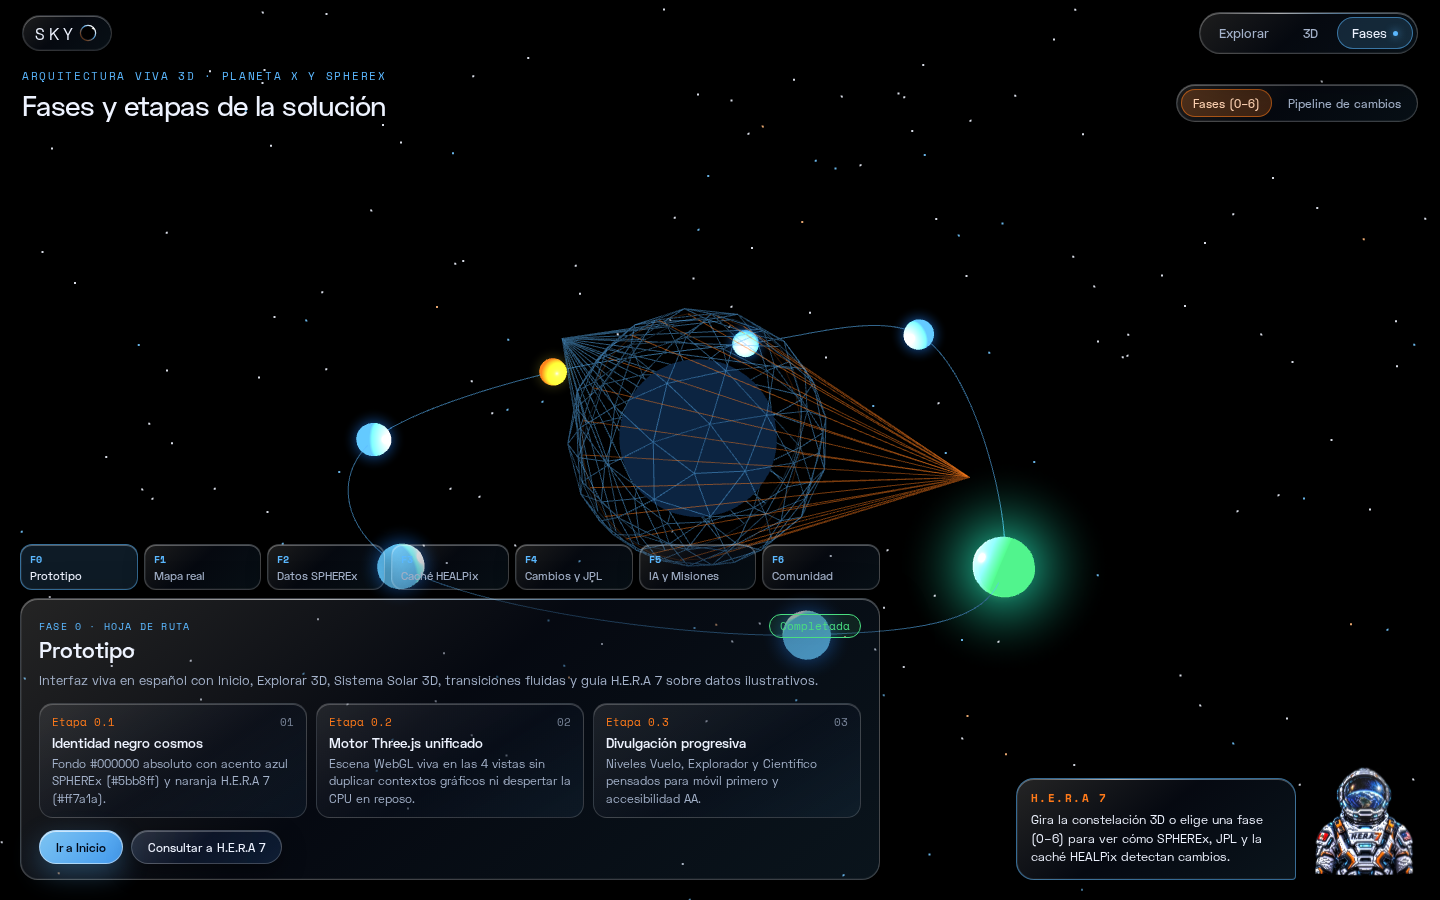 SKY
Explorar
3D
Fases
ARQUITECTURA VIVA 3D · PLANETA X Y SPHEREX
Fases y etapas de la solución
Fases (0–6)
Pipeline de cambios
F0
Prototipo
F1
Mapa real
F2
Datos SPHEREx
Caché HEALPix
F4
Cambios y JPL
F5
IA y Misiones
F6
Comunidad
FASE 0 · HOJA DE RUTA
Completada
Prototipo
Interfaz viva en español con Inicio, Explorar 3D, Sistema Solar 3D, transiciones fluidas y guía H.E.R.A 7 sobre datos ilustrativos.
Etapa 0.1
01
Identidad negro cosmos
Fondo #000000 absoluto con acento azul
SPHEREx (#5bb8ff) y naranja H.E.R.A 7
(#ff7a1a).
Etapa 0.2
02
Motor Three.js unificado
Escena WebGL viva en las 4 vistas sin
duplicar contextos gráficos ni despertar la
CPU en reposo.
Etapa 0.3
03
Divulgación progresiva
Niveles Vuelo, Explorador y Científico
pensados para móvil primero y
accesibilidad AA.
Ir a Inicio
Consultar a H.E.R.A 7
H.E.R.A 7
Gira la constelación 3D o elige una fase
(0–6) para ver cómo SPHEREx, JPL y la
caché HEALPix detectan cambios.
H.E.R.A 7